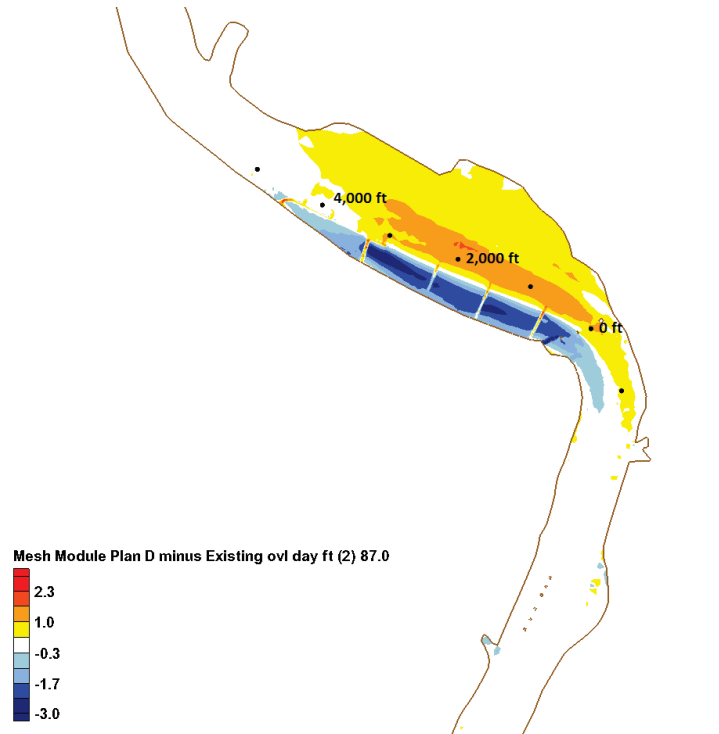 4,000 ft
2,000 ft
0 ft
Mesh Module Plan D minus Existing ovl day ft (2) 87.0
2.3
1.0
-0.3
-1.7
-3.0